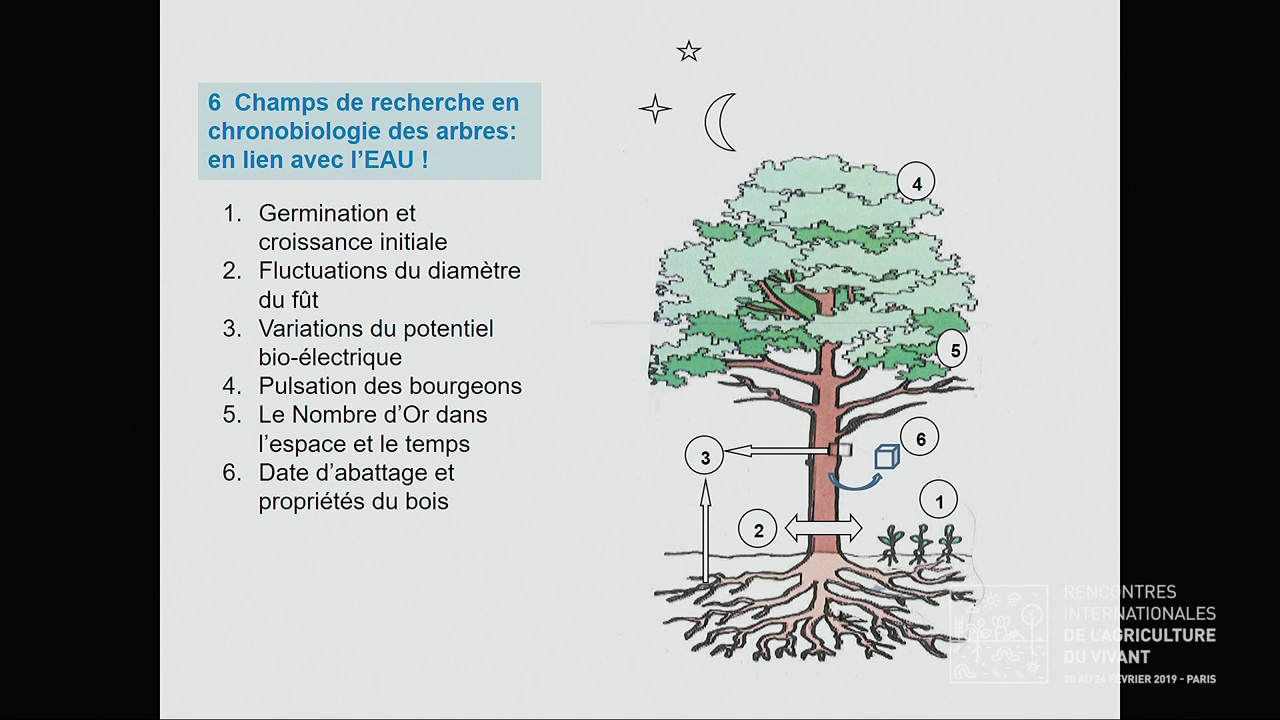 6 Champs de recherche en
chronobiologie des arbres:
en lien avec l'EAU !
1. Germination et
croissance initiale
2. Fluctuations du diamètre
du fût
3. Variations du potentiel
bio-électrique
4. Pulsation des bourgeons
5. Le Nombre d'Or dans
l'espace et le temps
6. Date d'abattage et
propriétés du bois
4
5
6
3
1
2
RENCONTRES
INTERNATIONALES
DE L'AGRICULTURE
DU VIVANT
20 AU 24 FÉVRIER 2019 - PARIS